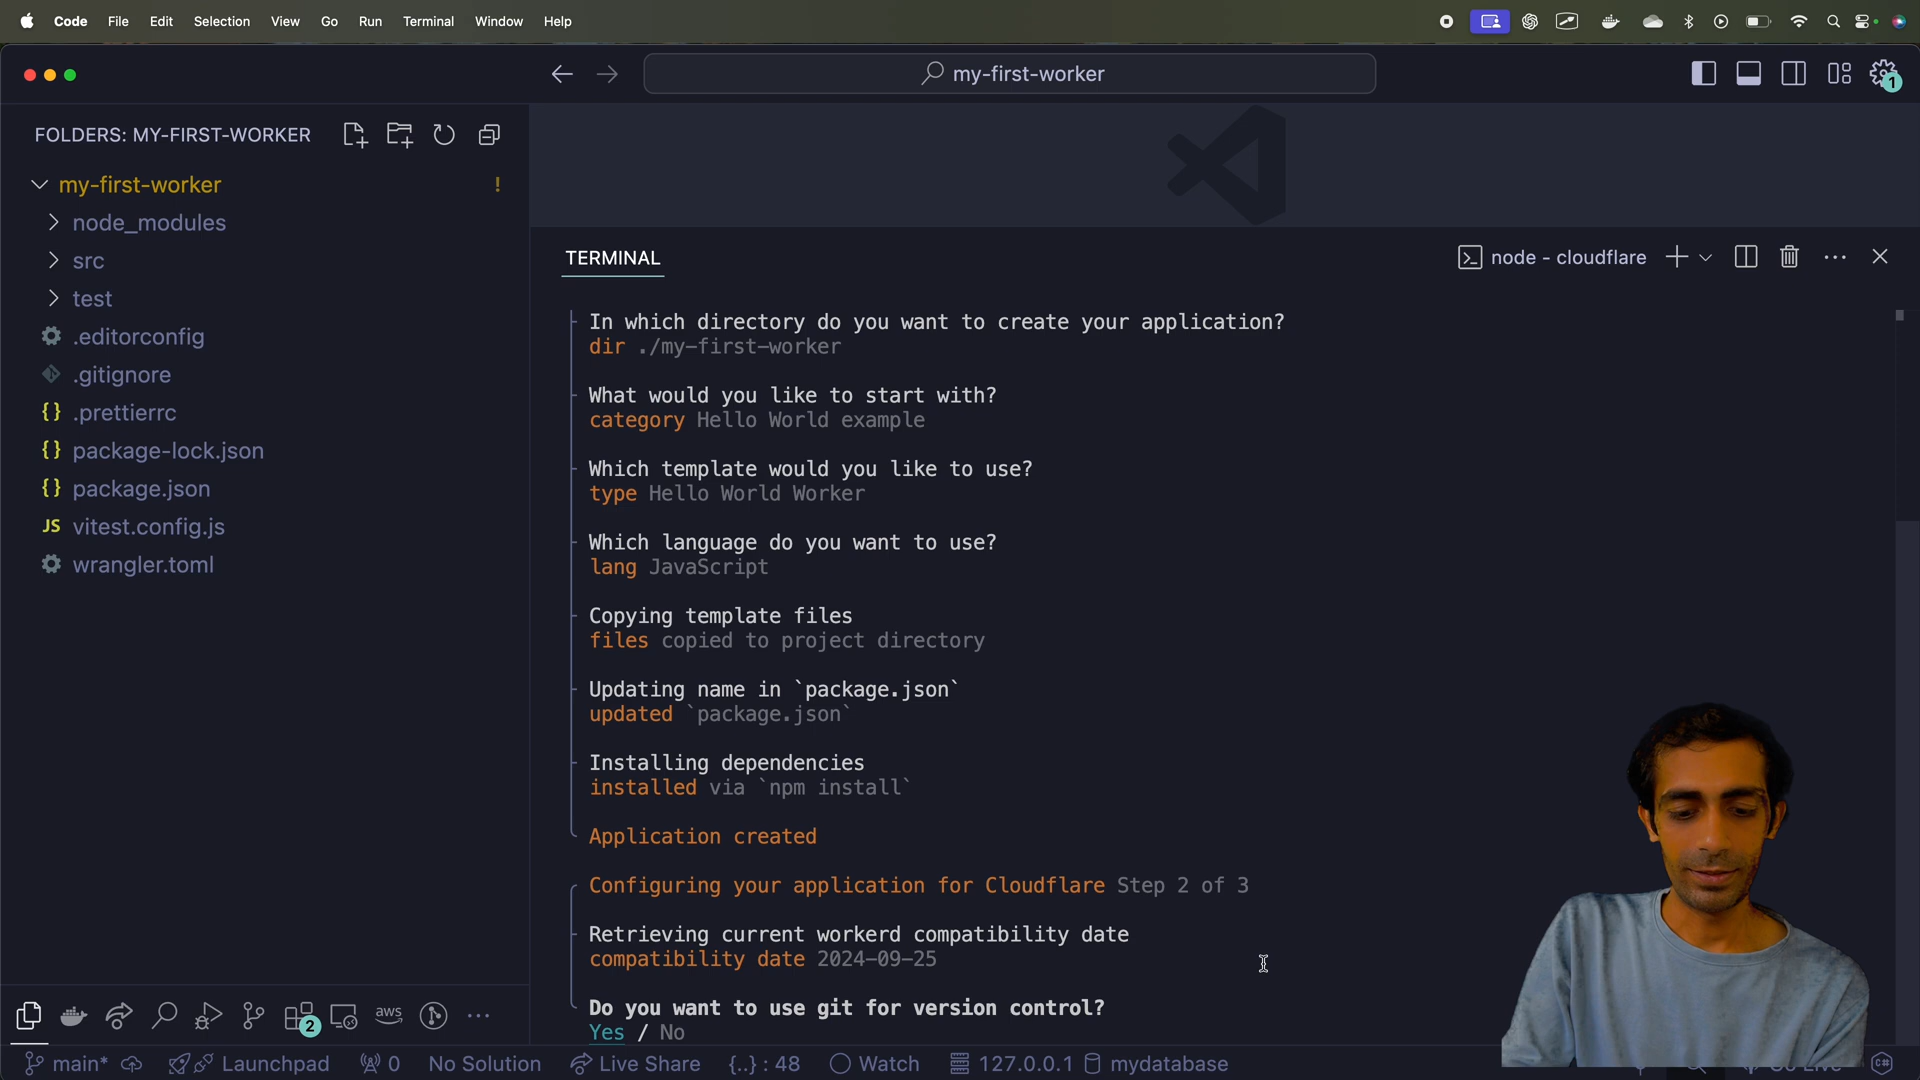 Code File Edit Selection View Go Run Terminal Window Help
my-first-worker
1
FOLDERS: MY-FIRST-WORKER
my-first-worker !
node_modules
src
test
.editorconfig
.gitignore
{} .prettierrc
{} package-lock.json
{} package.json
JS vitest.config.js
wrangler.toml
TERMINAL
node - cloudflare
In which directory do you want to create your application?
dir ./my-first-worker
What would you like to start with?
category Hello World example
Which template would you like to use?
type Hello World Worker
Which language do you want to use?
lang JavaScript
Copying template files
files copied to project directory
Updating name in `package.json`
updated `package.json`
Installing dependencies
installed via `npm install`
Application created
Configuring your application for Cloudflare Step 2 of 3
Retrieving current workerd compatibility date
compatibility date 2024-09-25
Do you want to use git for version control?
Yes / No
2
aws
main* Launchpad 0 No Solution Live Share {..} : 48 Watch 127.0.0.1 mydatabase